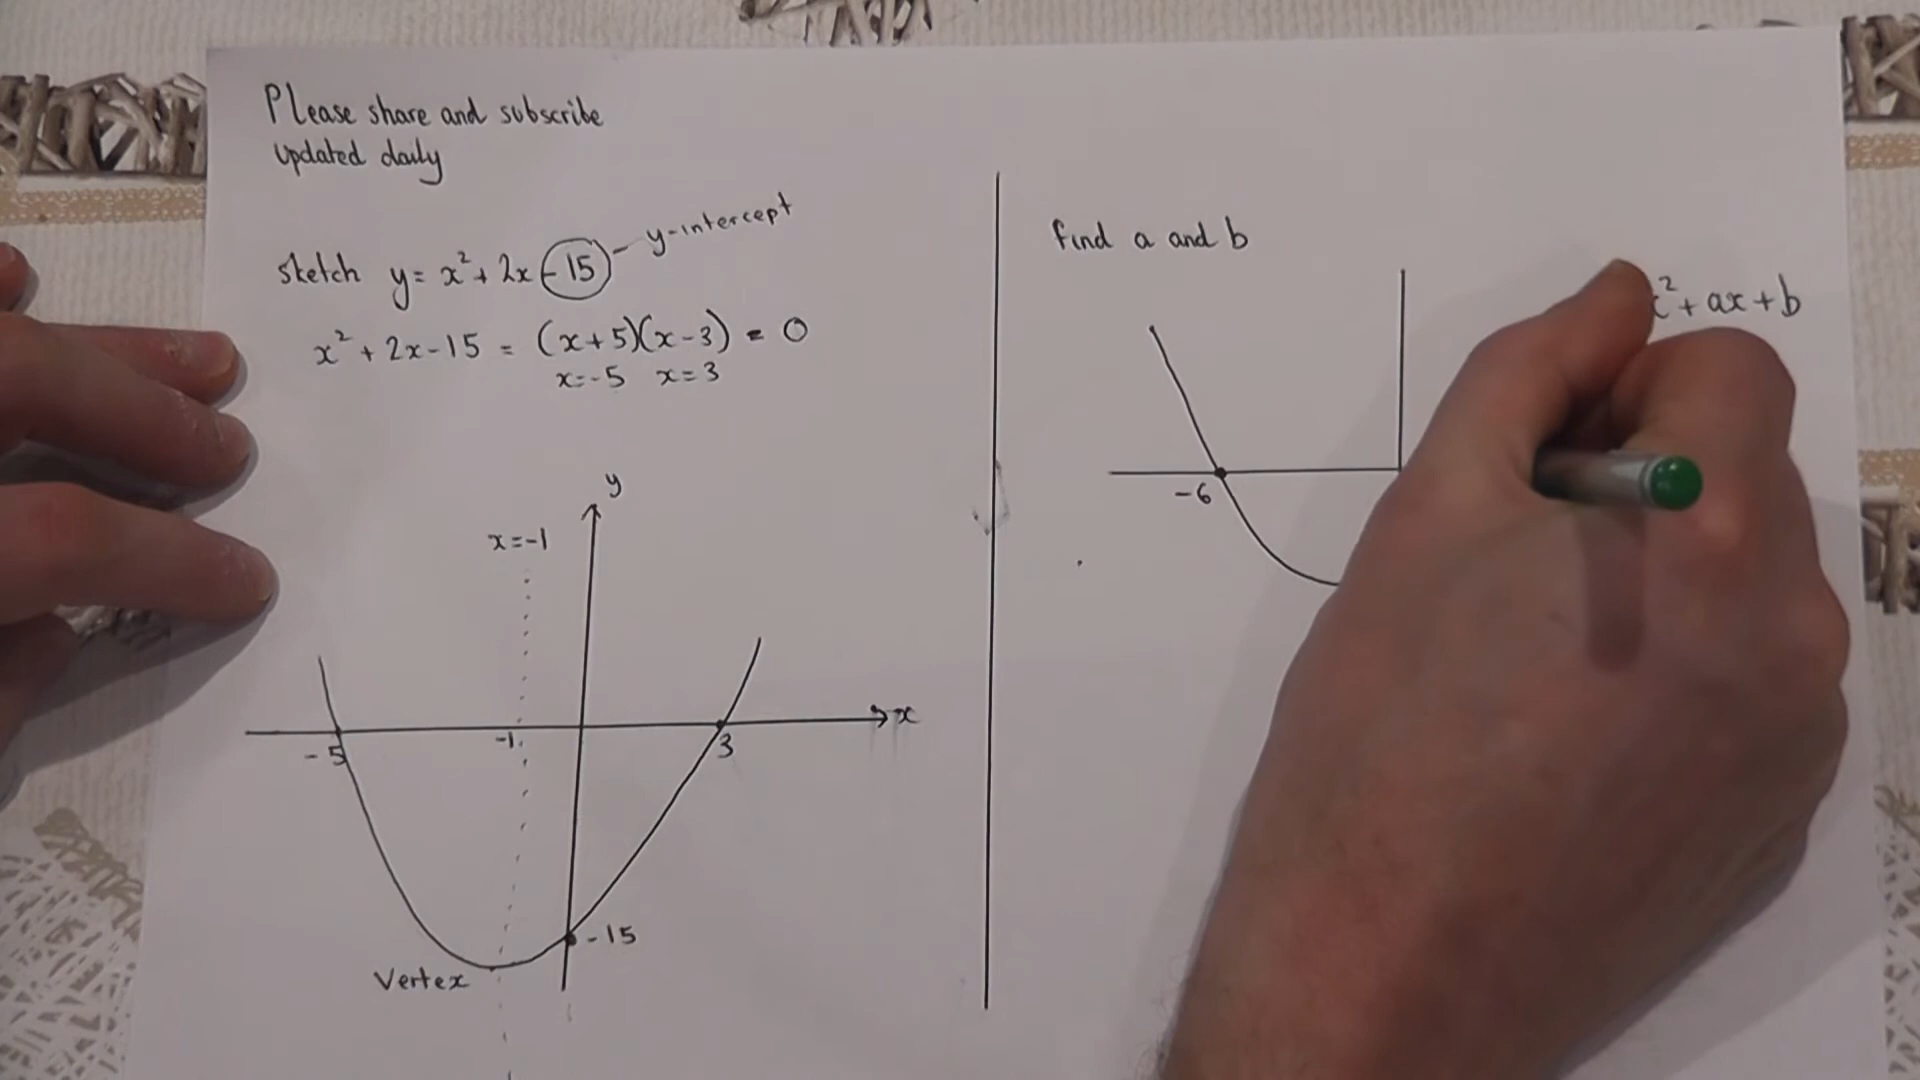 Please share and subscribe
Updated daily
sketch y = x² + 2x - 15 - y-intercept
x² + 2x - 15 = (x+5)(x-3) = 0
x=-5 x=3
y
x=-1
x
-5 -1 3
-15
Vertex
find a and b
x² + ax + b
-6